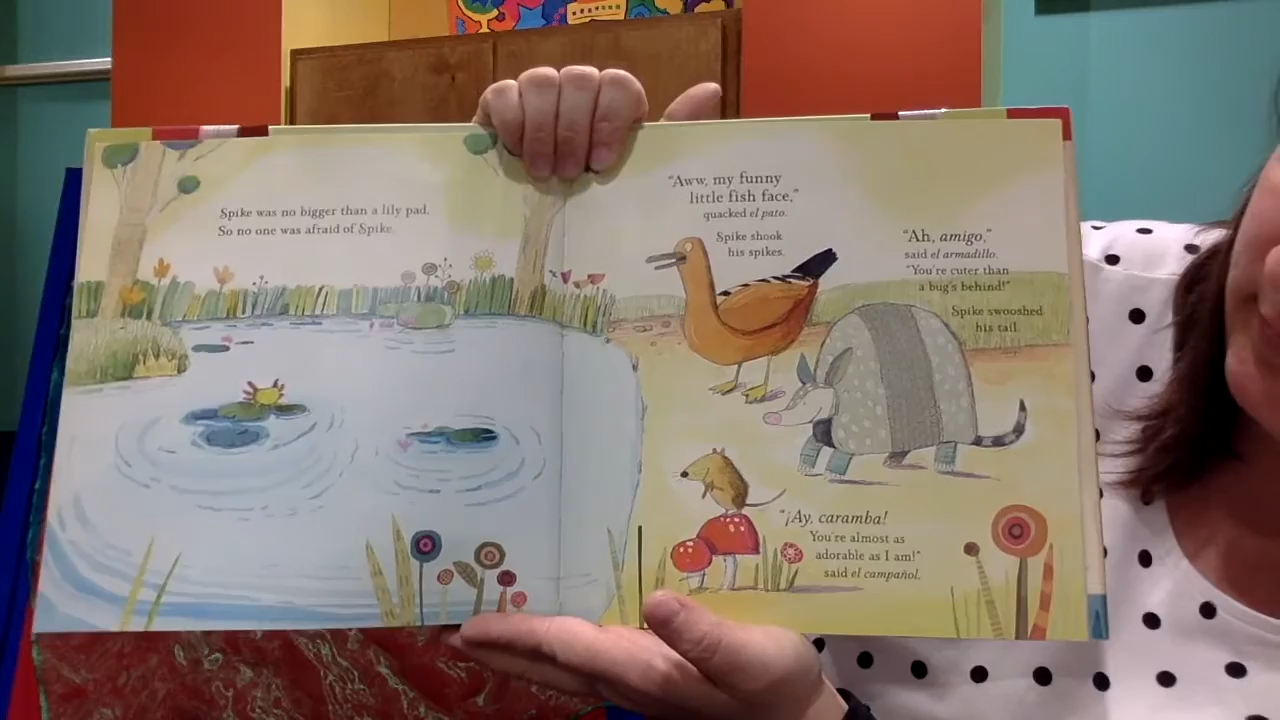 Spike was no bigger than a lily pad.
So no one was afraid of Spike.
“Aww, my funny
little fish face,”
quacked el pato.
Spike shook
his spikes.
“Ah, amigo,”
said el armadillo.
“You're cuter than
a bug's behind!”
Spike swooshed
his tail.
“¡Ay, caramba!
You're almost as
adorable as I am!”
said el campañol.